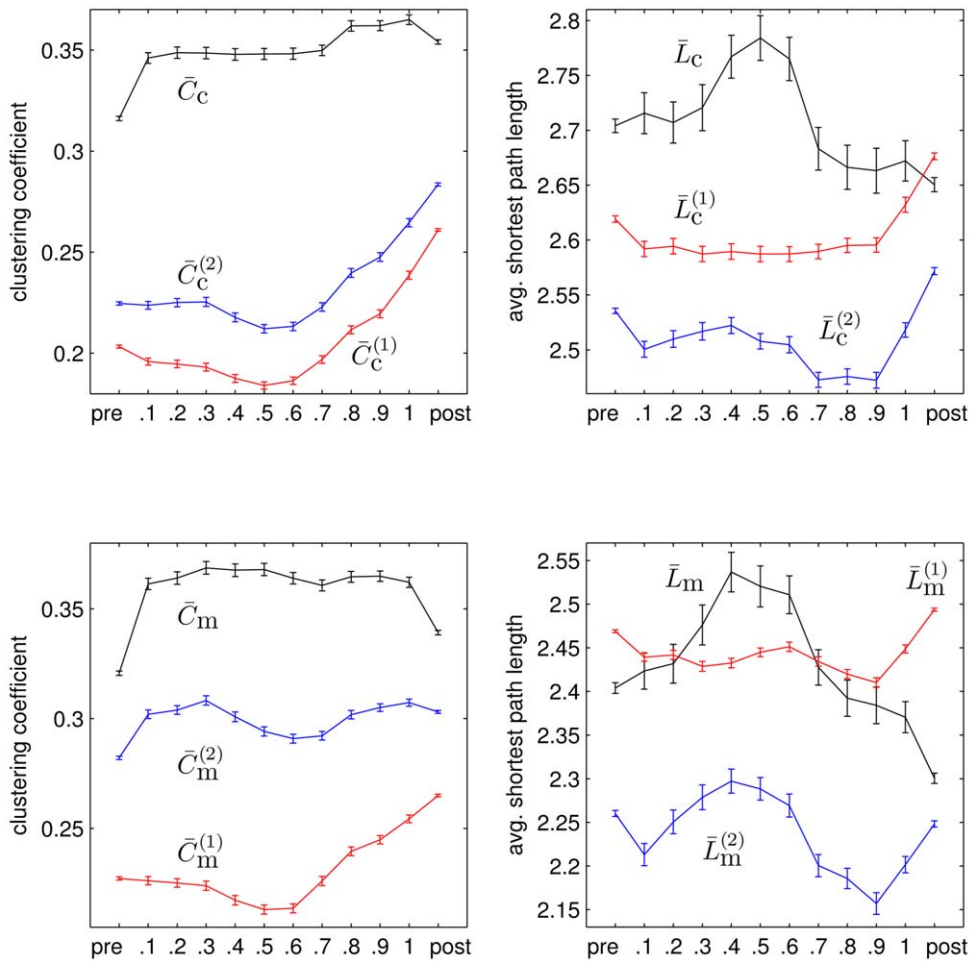 clustering coefficient
0.35
0.3
0.25
0.2
C̄c
C̄c(2)
C̄c(1)
pre .1 .2 .3 .4 .5 .6 .7 .8 .9 1 post
avg. shortest path length
2.8
2.75
2.7
2.65
2.6
2.55
2.5
L̄c
L̄c(1)
L̄c(2)
pre .1 .2 .3 .4 .5 .6 .7 .8 .9 1 post
clustering coefficient
0.35
0.3
0.25
C̄m
C̄m(2)
C̄m(1)
pre .1 .2 .3 .4 .5 .6 .7 .8 .9 1 post
avg. shortest path length
2.55
2.5
2.45
2.4
2.35
2.3
2.25
2.2
2.15
L̄m
L̄m(1)
L̄m(2)
pre .1 .2 .3 .4 .5 .6 .7 .8 .9 1 post